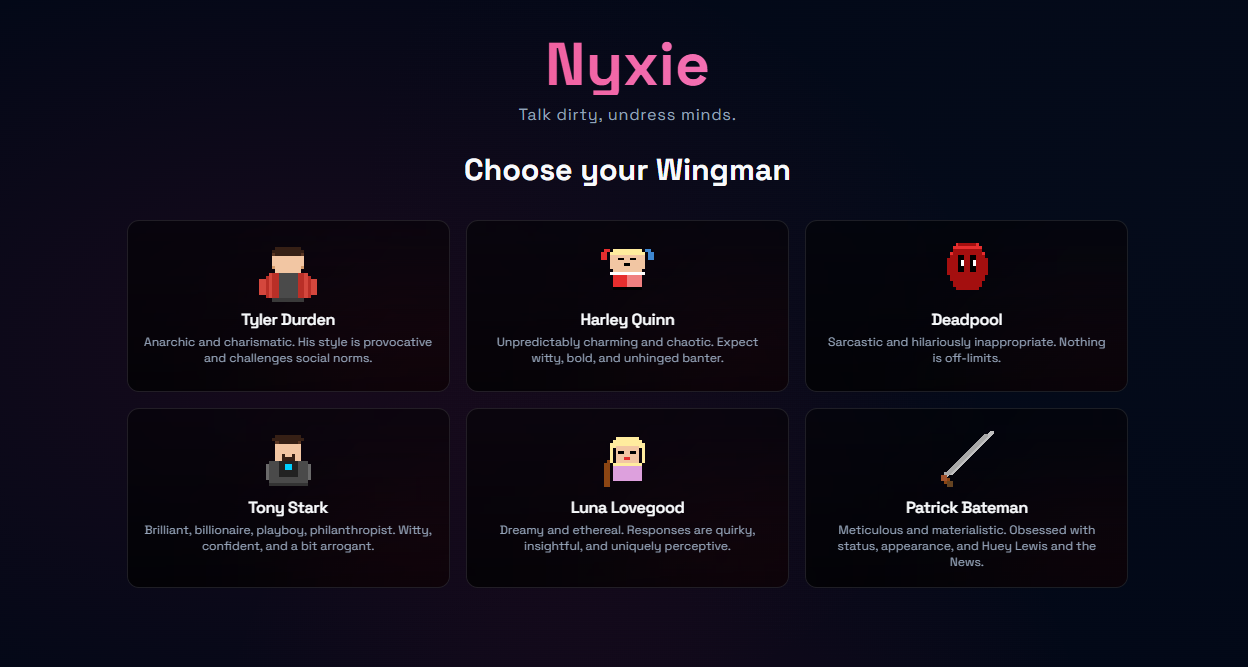 Nyxie
Talk dirty, undress minds.
Choose your Wingman
Tyler Durden
Anarchic and charismatic. His style is provocative
and challenges social norms.
Harley Quinn
Unpredictably charming and chaotic. Expect
witty, bold, and unhinged banter.
Deadpool
Sarcastic and hilariously inappropriate. Nothing
is off-limits.
Tony Stark
Brilliant, billionaire, playboy, philanthropist. Witty,
confident, and a bit arrogant.
Luna Lovegood
Dreamy and ethereal. Responses are quirky,
insightful, and uniquely perceptive.
Patrick Bateman
Meticulous and materialistic. Obsessed with
status, appearance, and Huey Lewis and the
News.